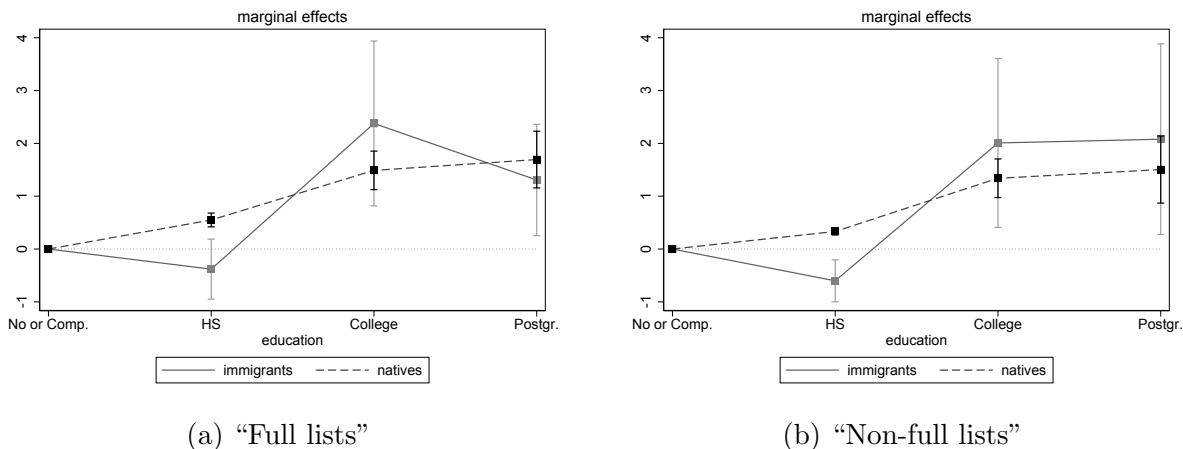 marginal effects
4
3
2
1
0
-1
No or Comp. HS College Postgr.
education
immigrants natives
(a) “Full lists”
marginal effects
4
3
2
1
0
-1
No or Comp. HS College Postgr.
education
immigrants natives
(b) “Non-full lists”